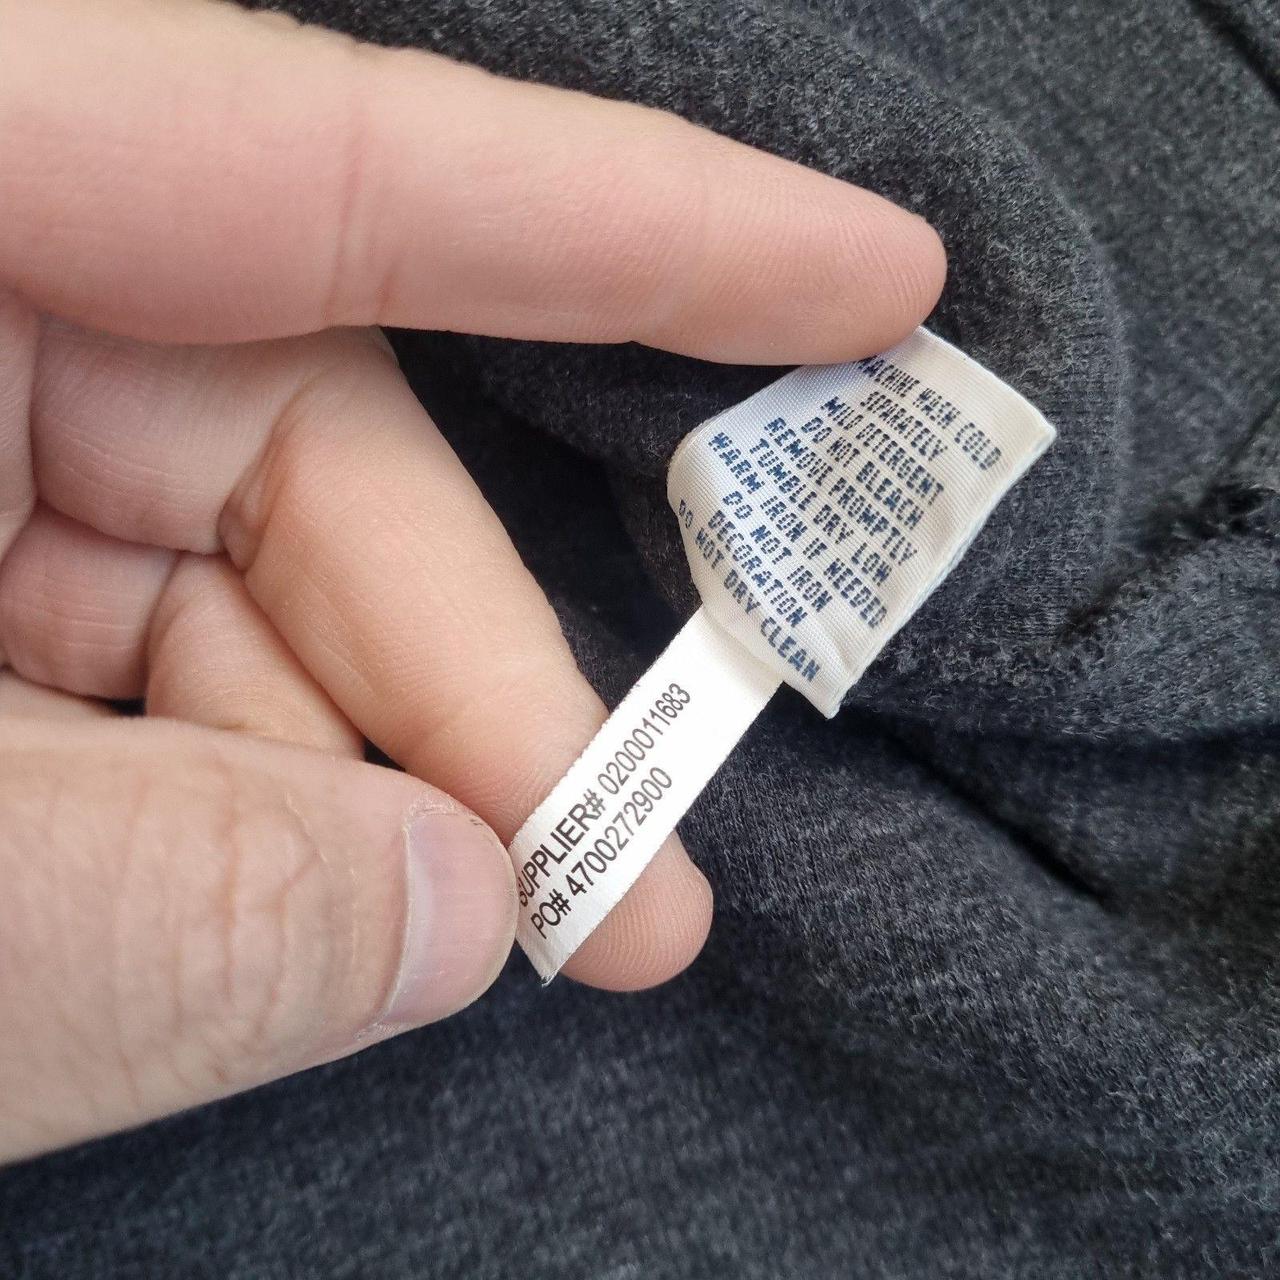 MACHINE WASH COLD
SEPARATELY
MILD DETERGENT
DO NOT BLEACH
REMOVE PROMPTLY
TUMBLE DRY LOW
WARM IRON IF NEEDED
DO NOT IRON
DECORATION
DO NOT DRY CLEAN
SUPPLIER# 0200011683
PO# 4700272900